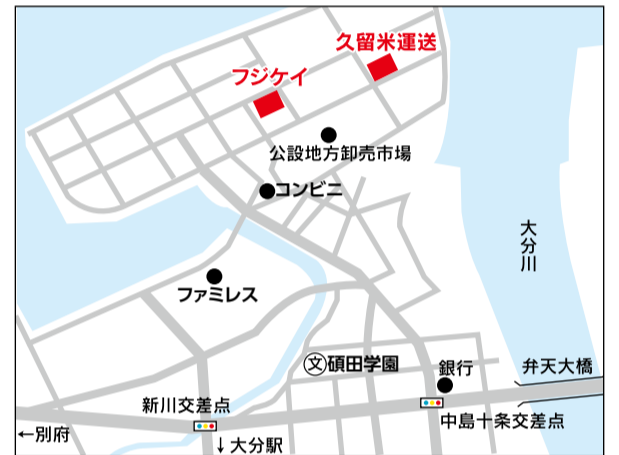 久留米運送
フジケイ
公設地方卸売市場
コンビニ
大分川
ファミレス
文碩田学園
銀行
弁天大橋
新川交差点
中島十条交差点
←別府
↓大分駅